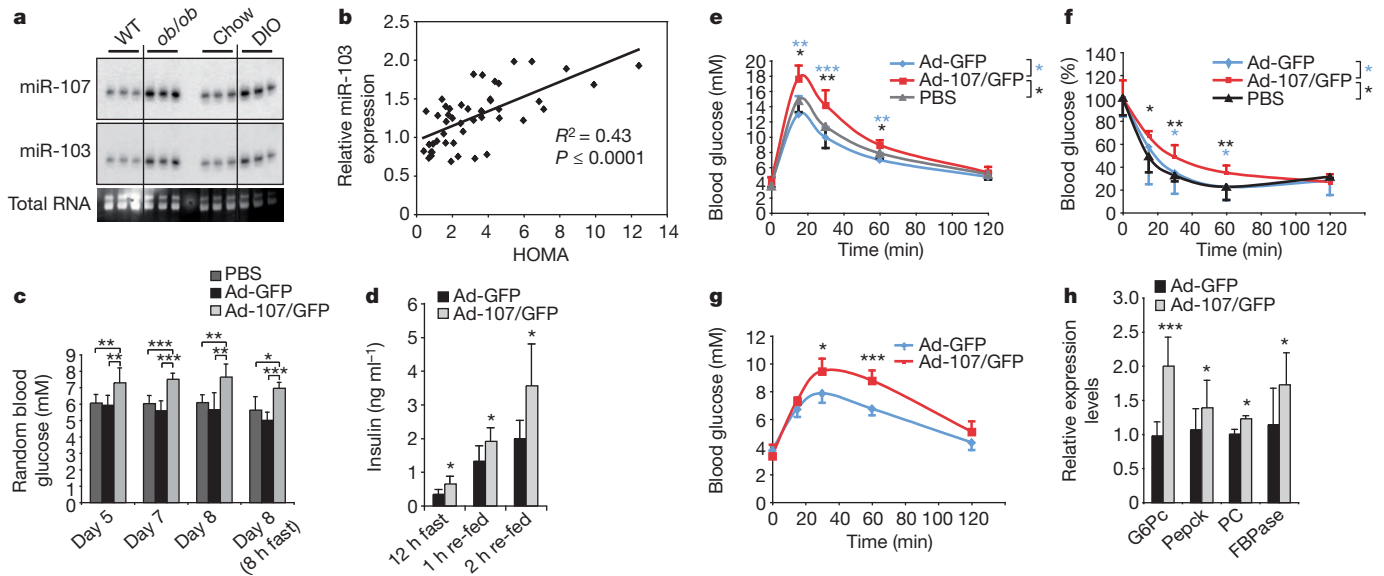 a
WT
ob/ob
Chow
DIO
miR-107
miR-103
Total RNA
b
Relative miR-103
expression
2.5
2.0
1.5
1.0
0.5
0
R² = 0.43
P ≤ 0.0001
0 2 4 6 8 10 12 14
HOMA
c
PBS
Ad-GFP
Ad-107/GFP
Random blood
glucose (mM)
9
8
7
6
5
4
3
2
1
0
** ** *** *** ** ** * ***
Day 5
Day 7
Day 8
Day 8
(8 h fast)
d
Ad-GFP
Ad-107/GFP
Insulin (ng ml⁻¹)
6
5
4
3
2
1
0
* * *
12 h fast
1 h re-fed
2 h re-fed
e
Blood glucose (mM)
20
18
16
14
12
10
8
6
4
2
0
** *** **
* ** *
Ad-GFP *
Ad-107/GFP
PBS *
0 20 40 60 80 100 120
Time (min)
f
Blood glucose (%)
140
120
100
80
60
40
20
0
* ** **
* *
Ad-GFP *
Ad-107/GFP
PBS *
0 20 40 60 80 100 120
Time (min)
g
Blood glucose (mM)
12
10
8
6
4
2
0
* ***
Ad-GFP
Ad-107/GFP
0 20 40 60 80 100 120
Time (min)
h
Ad-GFP
Ad-107/GFP
Relative expression
levels
3.0
2.5
2.0
1.5
1.0
0.5
0
*** * * *
G6Pc
Pepck
PC
FBPase